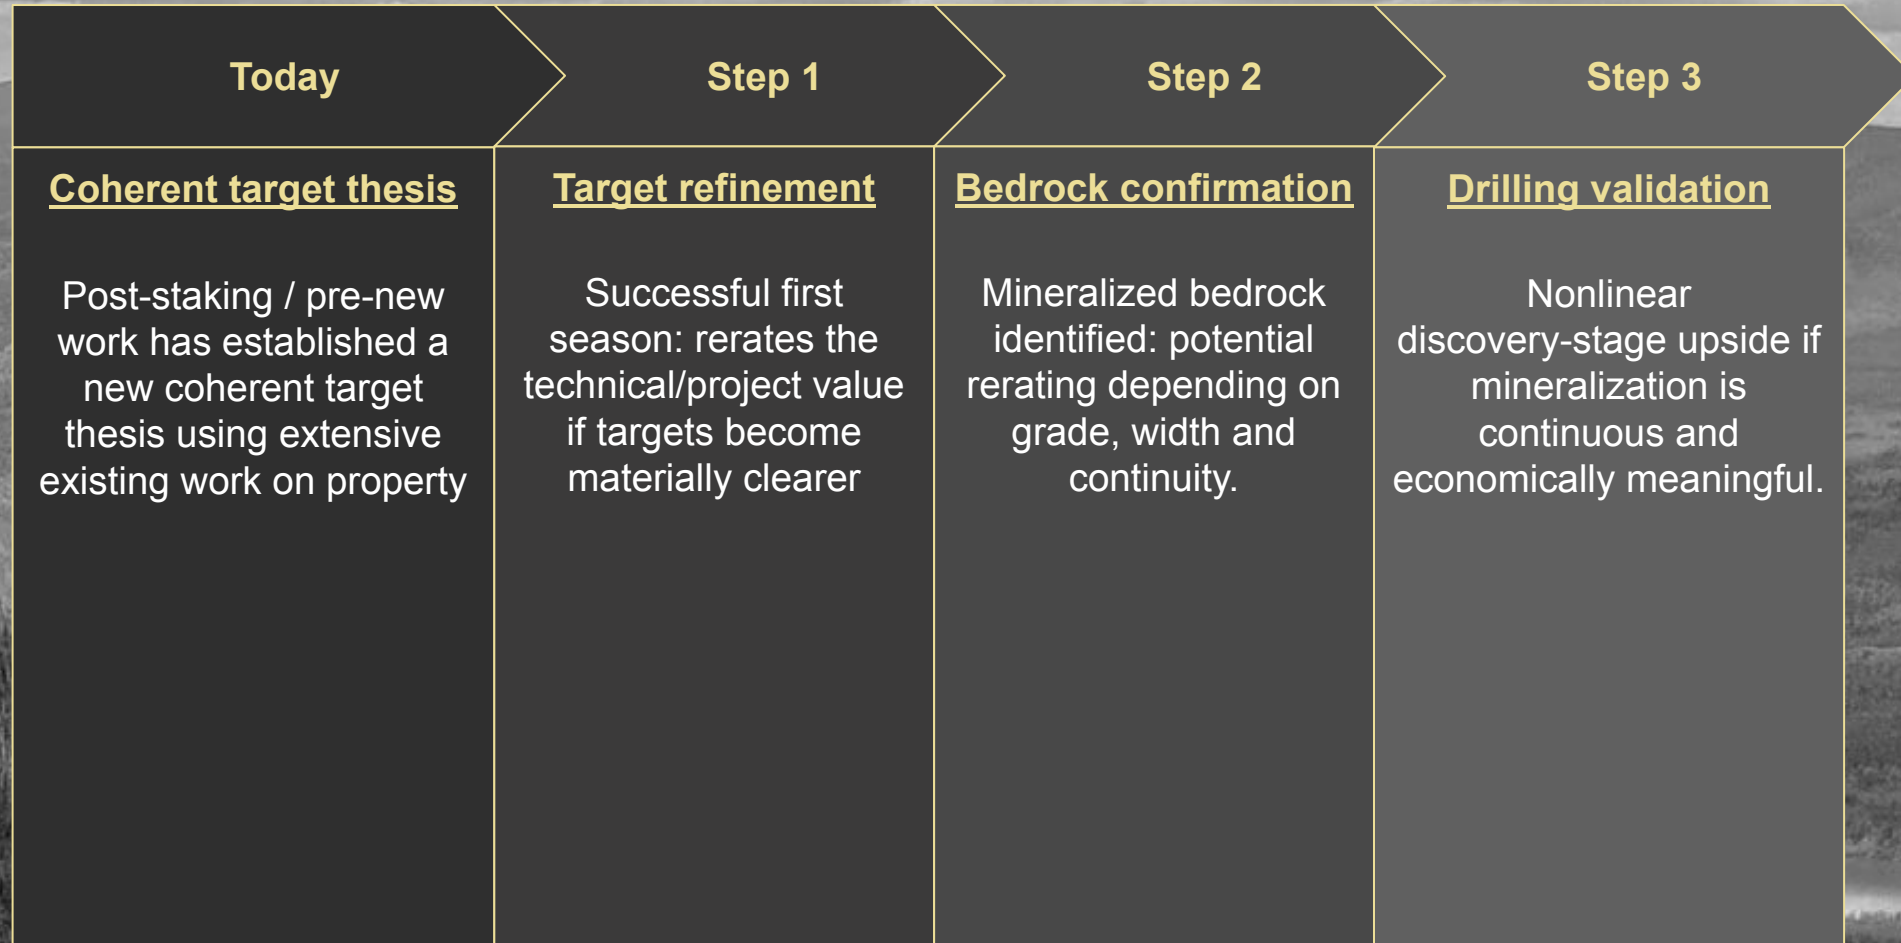 Today
Step 1
Step 2
Step 3
Coherent target thesis
Post-staking / pre-new
work has established a
new coherent target
thesis using extensive
existing work on property
Target refinement
Successful first
season: rerates the
technical/project value
if targets become
materially clearer
Bedrock confirmation
Mineralized bedrock
identified: potential
rerating depending on
grade, width and
continuity.
Drilling validation
Nonlinear
discovery-stage upside if
mineralization is
continuous and
economically meaningful.